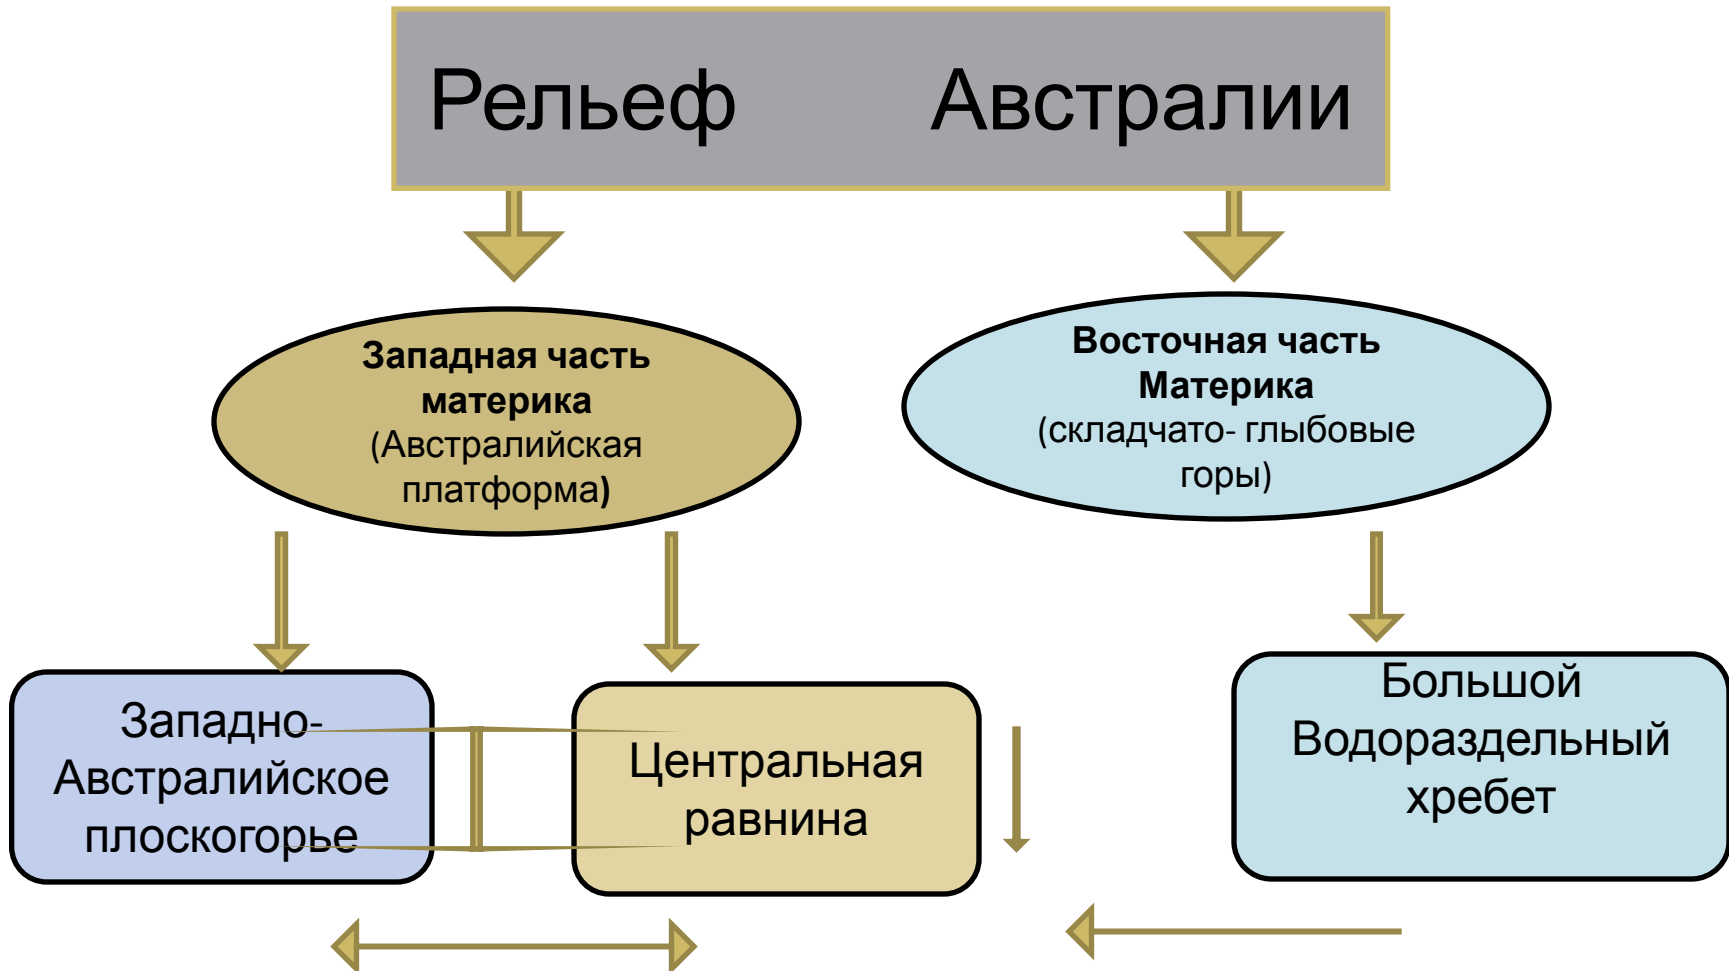 Рельеф Австралии
Западная часть
материка
(Австралийская
платформа)
Восточная часть
Материка
(складчато- глыбовые
горы)
Западно-
Австралийское
плоскогорье
Центральная
равнина
Большой
Водораздельный
хребет